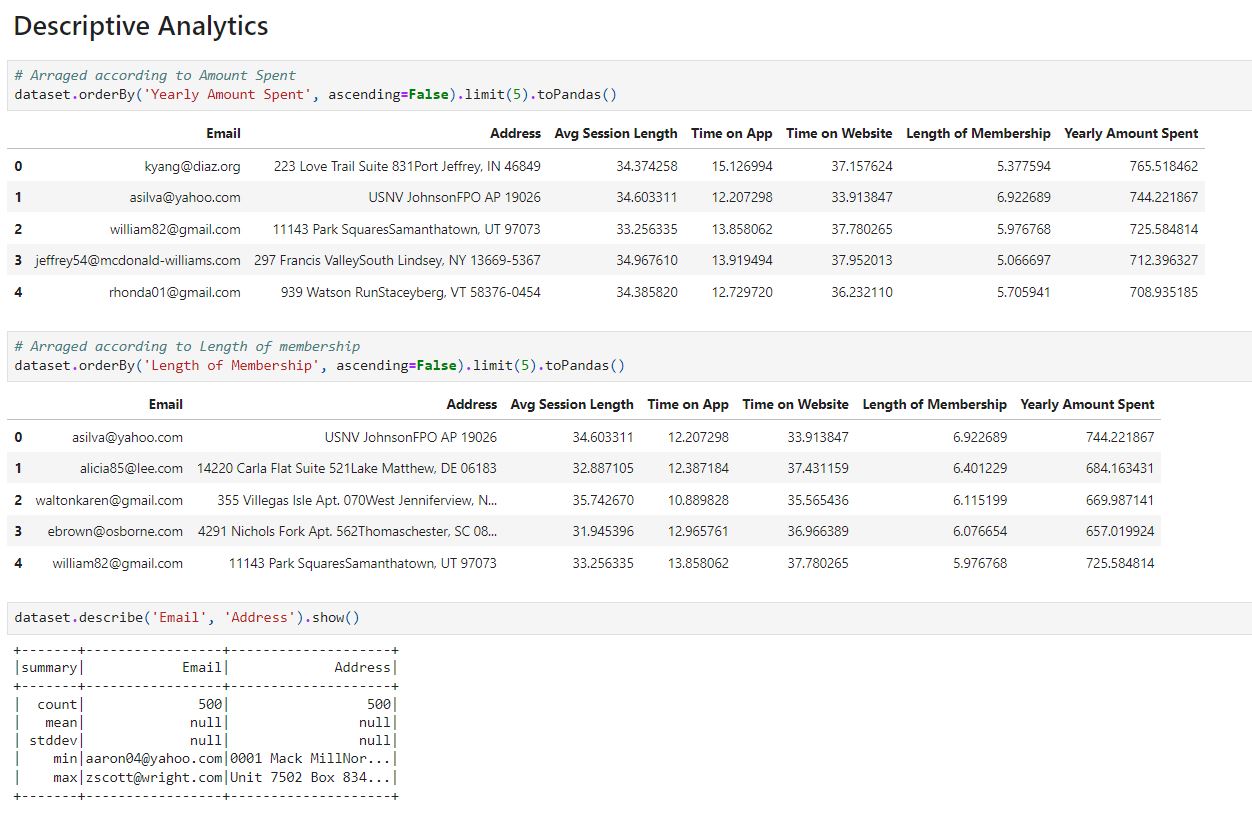 Descriptive Analytics
# Arraged according to Amount Spent
dataset.orderBy('Yearly Amount Spent', ascending=False).limit(5).toPandas()
Email Address Avg Session Length Time on App Time on Website Length of Membership Yearly Amount Spent
0 kyang@diaz.org 223 Love Trail Suite 831Port Jeffrey, IN 46849 34.374258 15.126994 37.157624 5.377594 765.518462
1 asilva@yahoo.com USNV JohnsonFPO AP 19026 34.603311 12.207298 33.913847 6.922689 744.221867
2 william82@gmail.com 11143 Park SquaresSamanthatown, UT 97073 33.256335 13.858062 37.780265 5.976768 725.584814
3 jeffrey54@mcdonald-williams.com 297 Francis ValleySouth Lindsey, NY 13669-5367 34.967610 13.919494 37.952013 5.066697 712.396327
4 rhonda01@gmail.com 939 Watson RunStaceyberg, VT 58376-0454 34.385820 12.729720 36.232110 5.705941 708.935185
# Arraged according to Length of membership
dataset.orderBy('Length of Membership', ascending=False).limit(5).toPandas()
Email Address Avg Session Length Time on App Time on Website Length of Membership Yearly Amount Spent
0 asilva@yahoo.com USNV JohnsonFPO AP 19026 34.603311 12.207298 33.913847 6.922689 744.221867
1 alicia85@lee.com 14220 Carla Flat Suite 521Lake Matthew, DE 06183 32.887105 12.387184 37.431159 6.401229 684.163431
2 waltonkaren@gmail.com 355 Villegas Isle Apt. 070West Jenniferview, N... 35.742670 10.889828 35.565436 6.115199 669.987141
3 ebrown@osborne.com 4291 Nichols Fork Apt. 562Thomaschester, SC 08... 31.945396 12.965761 36.966389 6.076654 657.019924
4 william82@gmail.com 11143 Park SquaresSamanthatown, UT 97073 33.256335 13.858062 37.780265 5.976768 725.584814
dataset.describe('Email', 'Address').show()
+-------+-----------------+--------------------+
|summary|            Email|             Address|
+-------+-----------------+--------------------+
|  count|              500|                 500|
|   mean|             null|                null|
| stddev|             null|                null|
|    min|aaron04@yahoo.com|0001 Mack MillNor...|
|    max|zscott@wright.com|Unit 7502 Box 834...|
+-------+-----------------+--------------------+